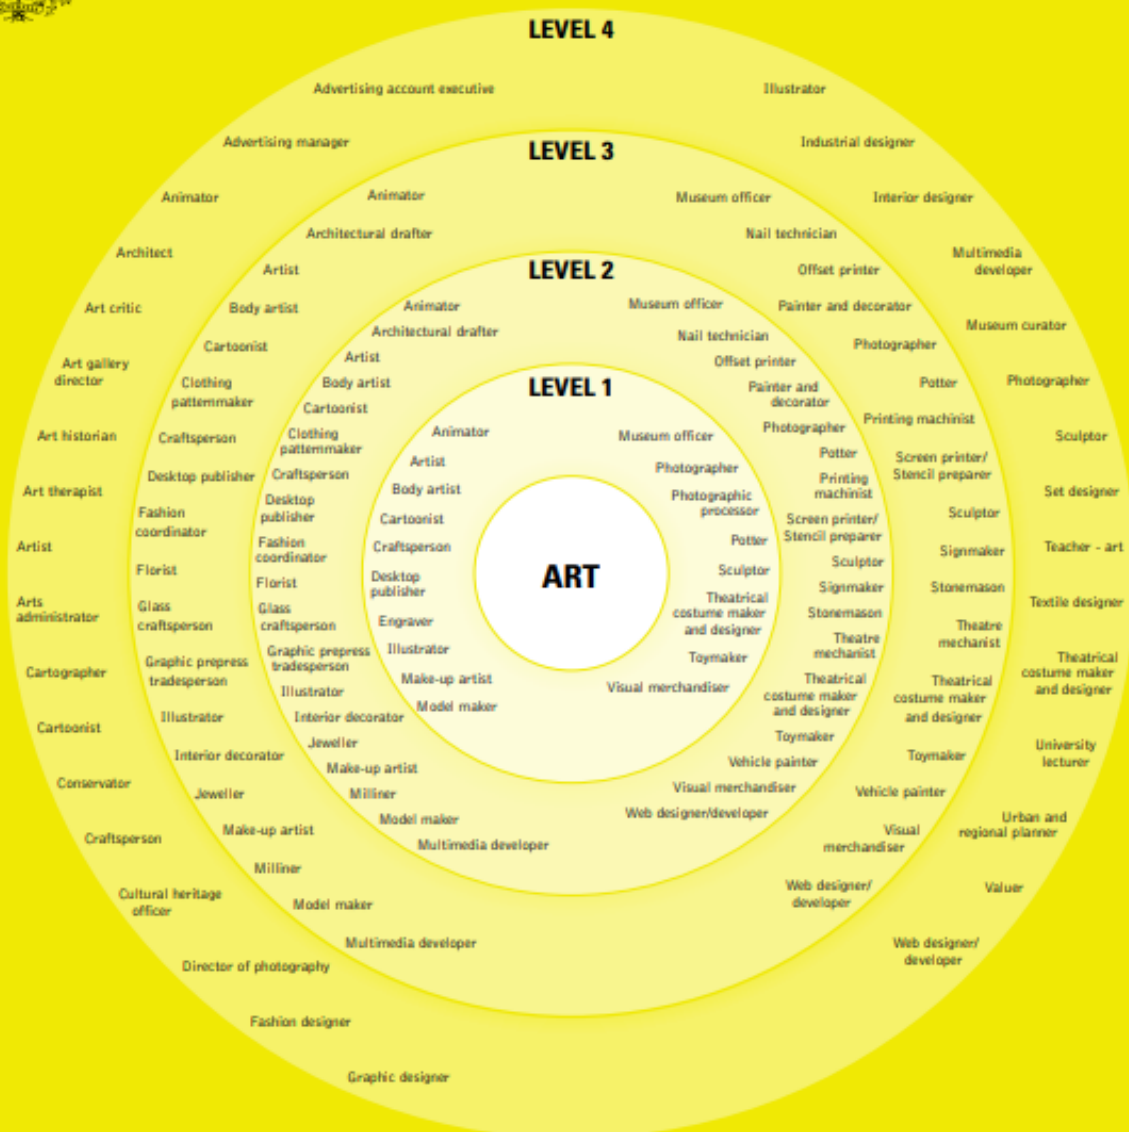 LEVEL 4
Advertising account executive
Advertising manager
Animator
Architect
Art critic
Art gallery
director
Art historian
Art therapist
Artist
Arts
administrator
Cartographer
Cartoonist
Conservator
Craftsperson
Cultural heritage
officer
Director of photography
Fashion designer
Graphic designer
Illustrator
Industrial designer
Interior designer
Multimedia
developer
Museum curator
Photographer
Sculptor
Set designer
Teacher - art
Textile designer
Theatrical
costume maker
and designer
University
lecturer
Urban and
regional planner
Valuer
Web designer/
developer
LEVEL 3
Animator
Architectural drafter
Artist
Body artist
Cartoonist
Clothing
patternmaker
Craftsperson
Desktop publisher
Fashion
coordinator
Florist
Glass
craftsperson
Graphic prepress
tradesperson
Illustrator
Interior decorator
Jeweller
Make-up artist
Milliner
Model maker
Multimedia developer
Museum officer
Nail technician
Offset printer
Painter and decorator
Photographer
Potter
Printing machinist
Screen printer/
Stencil preparer
Sculptor
Signmaker
Stonemason
Theatre
mechanist
Theatrical
costume maker
and designer
Toymaker
Vehicle painter
Visual
merchandiser
Web designer/
developer
LEVEL 2
Animator
Architectural drafter
Artist
Body artist
Cartoonist
Clothing
patternmaker
Craftsperson
Desktop
publisher
Fashion
coordinator
Florist
Glass
craftsperson
Graphic prepress
tradesperson
Illustrator
Interior decorator
Jeweller
Make-up artist
Milliner
Model maker
Multimedia developer
Museum officer
Nail technician
Offset printer
Painter and
decorator
Photographer
Potter
Printing
machinist
Screen printer/
Stencil preparer
Sculptor
Signmaker
Stonemason
Theatre
mechanist
Theatrical
costume maker
and designer
Toymaker
Vehicle painter
Visual merchandiser
Web designer/developer
LEVEL 1
Animator
Artist
Body artist
Cartoonist
Craftsperson
Desktop
publisher
Engraver
Illustrator
Make-up artist
Model maker
Museum officer
Photographer
Photographic
processor
Potter
Sculptor
Theatrical
costume maker
and designer
Toymaker
Visual merchandiser
ART